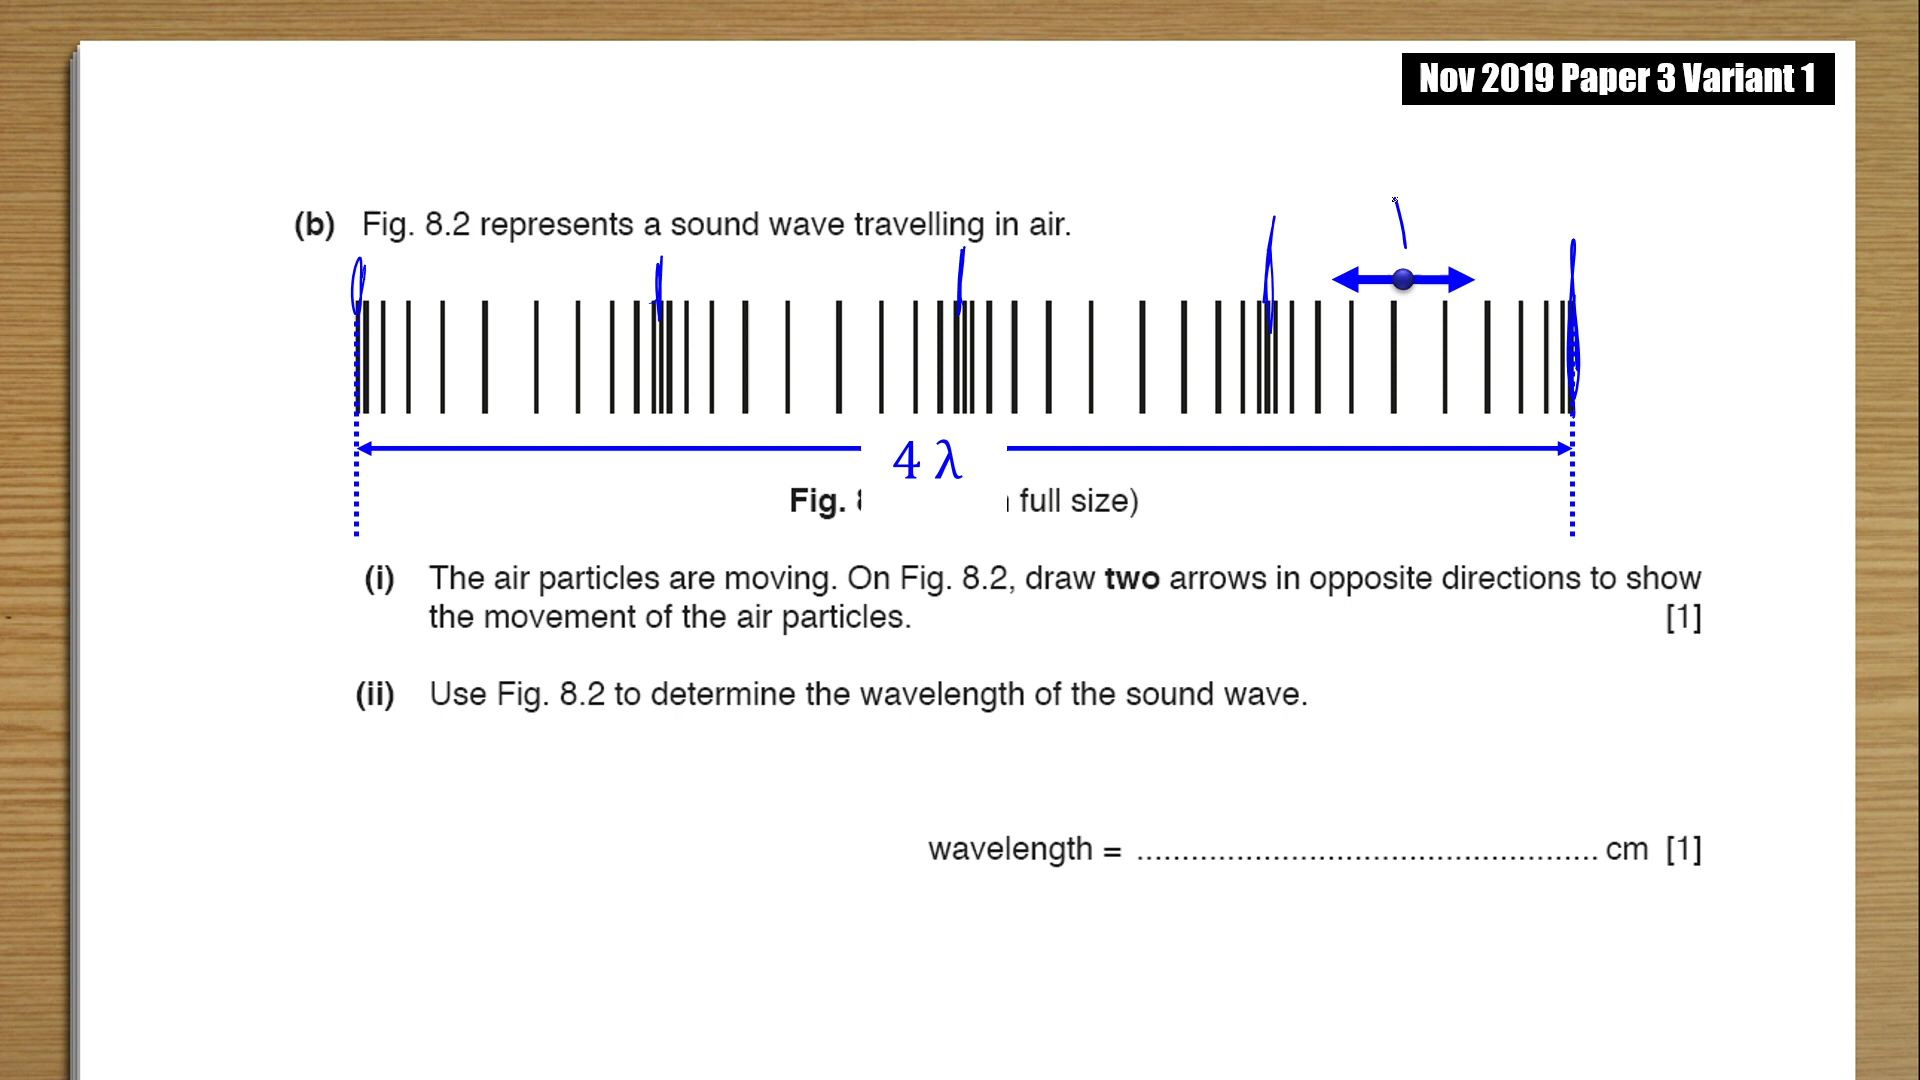 Nov 2019 Paper 3 Variant 1
(b) Fig. 8.2 represents a sound wave travelling in air.
4 λ
Fig. full size)
(i) The air particles are moving. On Fig. 8.2, draw two arrows in opposite directions to show
the movement of the air particles. [1]
(ii) Use Fig. 8.2 to determine the wavelength of the sound wave.
wavelength = .................................................. cm [1]